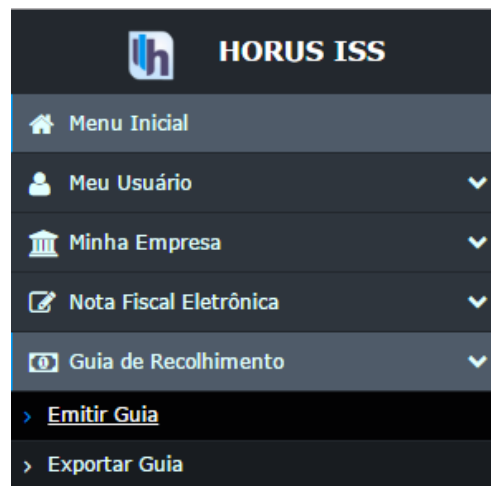 HORUS ISS
Menu Inicial
Meu Usuário
Minha Empresa
Nota Fiscal Eletrônica
Guia de Recolhimento
Emitir Guia
Exportar Guia